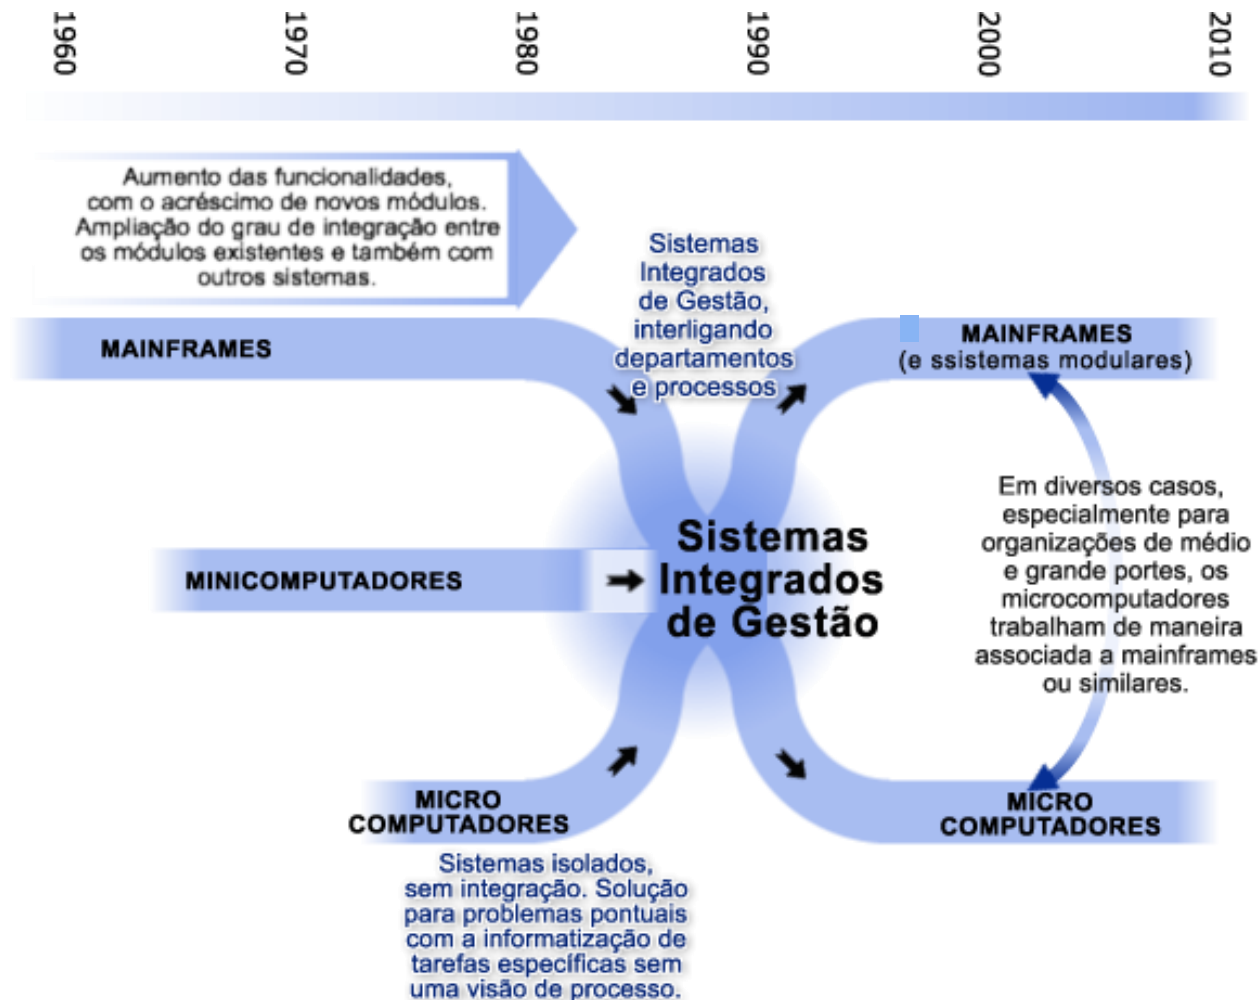 1960
1970
1980
1990
2000
2010
Aumento das funcionalidades,
com o acréscimo de novos módulos.
Ampliação do grau de integração entre
os módulos existentes e também com
outros sistemas.
Sistemas
Integrados
de Gestão,
interligando
departamentos
e processos
MAINFRAMES
MAINFRAMES
(e ssistemas modulares)
Em diversos casos,
especialmente para
organizações de médio
e grande portes, os
microcomputadores
trabalham de maneira
associada a mainframes
ou similares.
MINICOMPUTADORES
Sistemas
Integrados
de Gestão
MICRO
COMPUTADORES
MICRO
COMPUTADORES
Sistemas isolados,
sem integração. Solução
para problemas pontuais
com a informatização de
tarefas específicas sem
uma visão de processo.